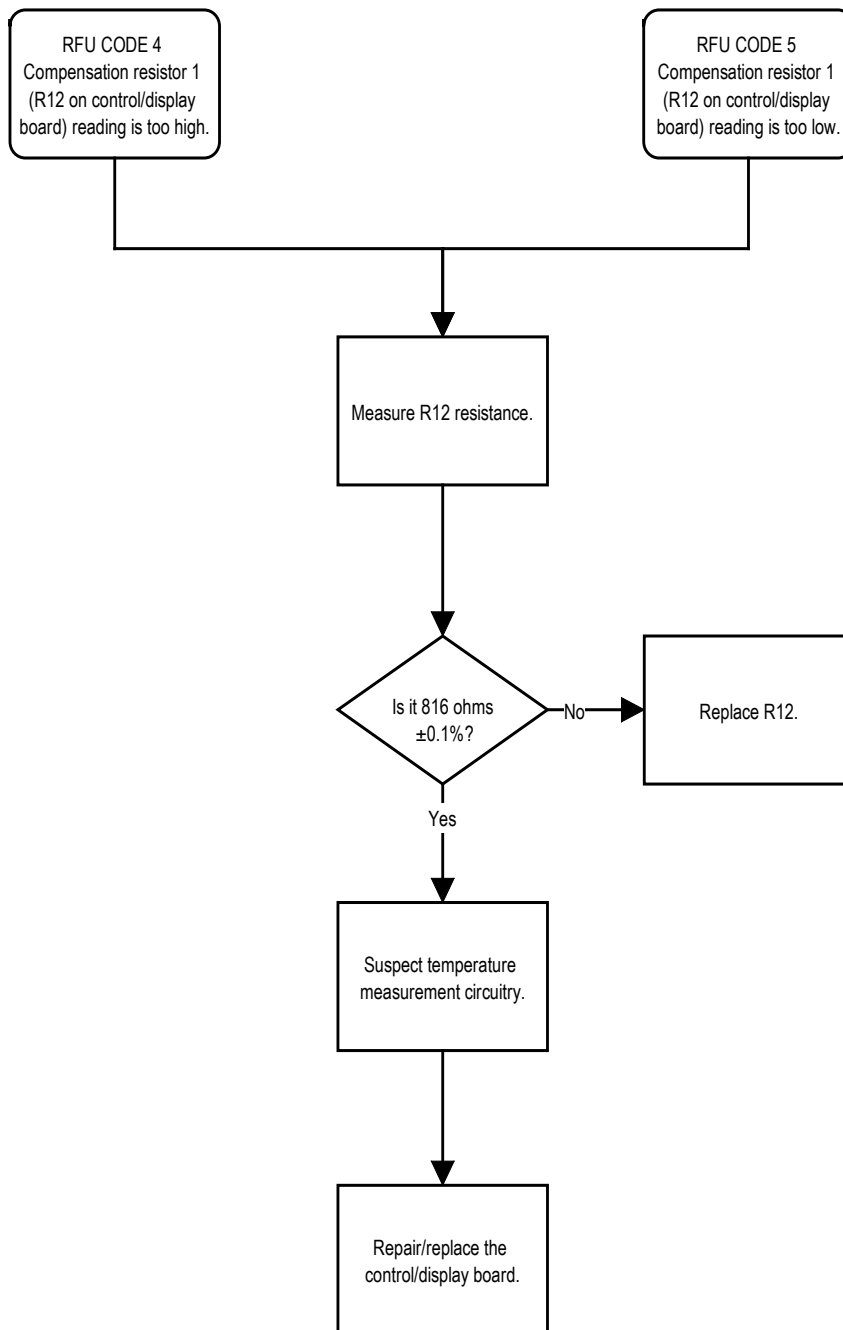 RFU CODE 4
Compensation resistor 1
(R12 on control/display
board) reading is too high.
RFU CODE 5
Compensation resistor 1
(R12 on control/display
board) reading is too low.
Measure R12 resistance.
Is it 816 ohms
±0.1%?
No
Replace R12.
Yes
Suspect temperature
measurement circuitry.
Repair/replace the
control/display board.